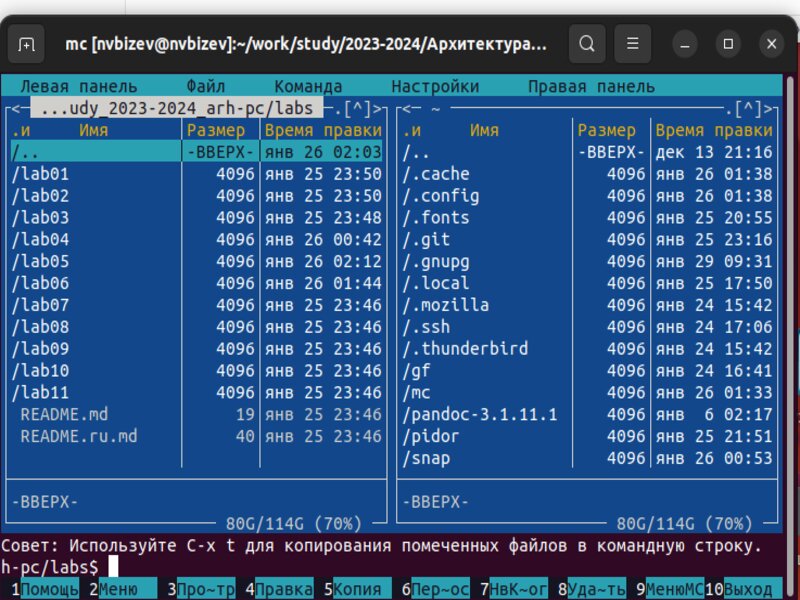 mc [nvbizev@nvbizev]:~/work/study/2023-2024/Архитектура...
Левая панель Файл Команда Настройки Правая панель
<- ...udy_2023-2024_arh-pc/labs -.[^]>
.и Имя Размер Время правки
/.. -ВВЕРХ- янв 26 02:03
/lab01 4096 янв 25 23:50
/lab02 4096 янв 25 23:50
/lab03 4096 янв 25 23:48
/lab04 4096 янв 26 00:42
/lab05 4096 янв 26 02:12
/lab06 4096 янв 26 01:44
/lab07 4096 янв 25 23:46
/lab08 4096 янв 25 23:46
/lab09 4096 янв 25 23:46
/lab10 4096 янв 25 23:46
/lab11 4096 янв 25 23:46
README.md 19 янв 25 23:46
README.ru.md 40 янв 25 23:46
-ВВЕРХ-
80G/114G (70%)
<- ~ .[^]>
.и Имя Размер Время правки
/.. -ВВЕРХ- дек 13 21:16
/.cache 4096 янв 26 01:38
/.config 4096 янв 26 01:38
/.fonts 4096 янв 25 20:55
/.git 4096 янв 25 23:16
/.gnupg 4096 янв 29 09:31
/.local 4096 янв 25 17:50
/.mozilla 4096 янв 24 15:42
/.ssh 4096 янв 24 17:06
/.thunderbird 4096 янв 24 15:42
/gf 4096 янв 24 16:41
/mc 4096 янв 26 01:33
/pandoc-3.1.11.1 4096 янв 6 02:17
/pidor 4096 янв 25 21:51
/snap 4096 янв 26 00:53
-ВВЕРХ-
80G/114G (70%)
Совет: Используйте C-x t для копирования помеченных файлов в командную строку.
h-pc/labs$
1Помощь 2Меню 3Про~тр 4Правка 5Копия 6Пер~ос 7НвК~ог 8Уда~ть 9МенюMC 10Выход